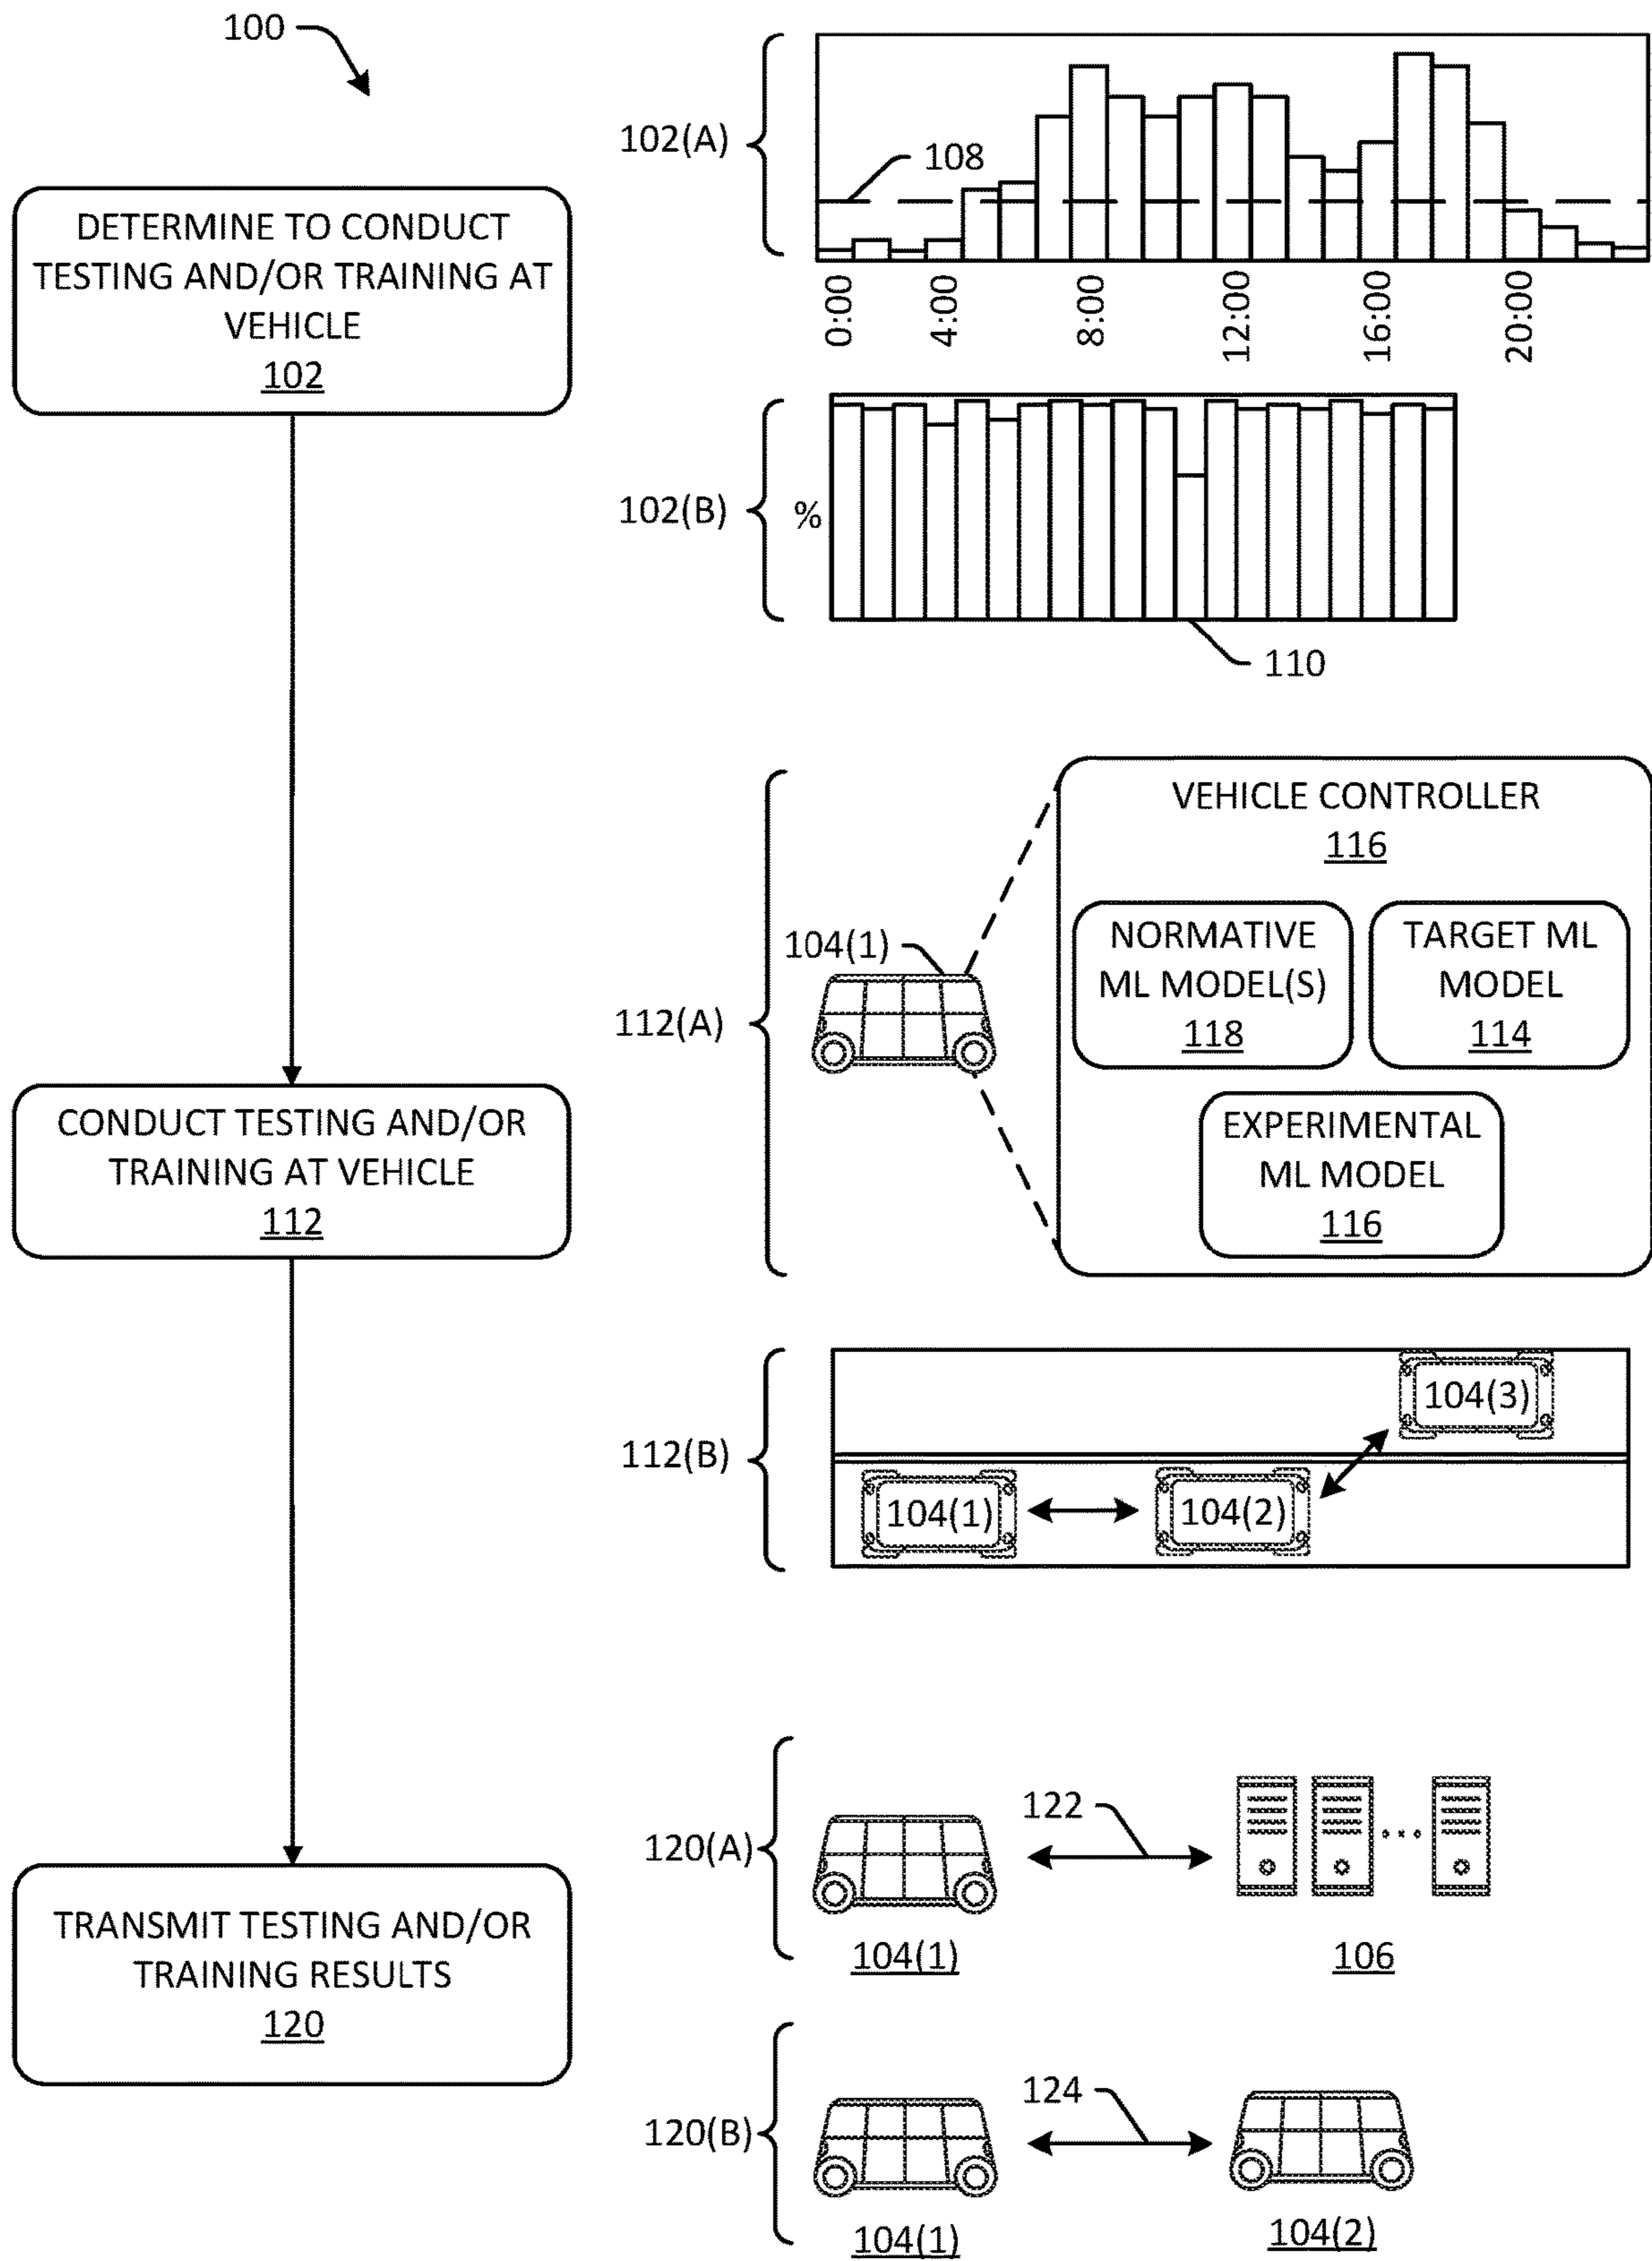 100
102(A)
108
DETERMINE TO CONDUCT
TESTING AND/OR TRAINING AT
VEHICLE
102
0:00
4:00
8:00
12:00
16:00
20:00
102(B)
%
110
VEHICLE CONTROLLER
116
104(1)
NORMATIVE
ML MODEL(S)
118
TARGET ML
MODEL
114
112(A)
EXPERIMENTAL
ML MODEL
116
CONDUCT TESTING AND/OR
TRAINING AT VEHICLE
112
112(B)
104(3)
104(1)
104(2)
120(A)
122
104(1)
106
TRANSMIT TESTING AND/OR
TRAINING RESULTS
120
120(B)
124
104(1)
104(2)